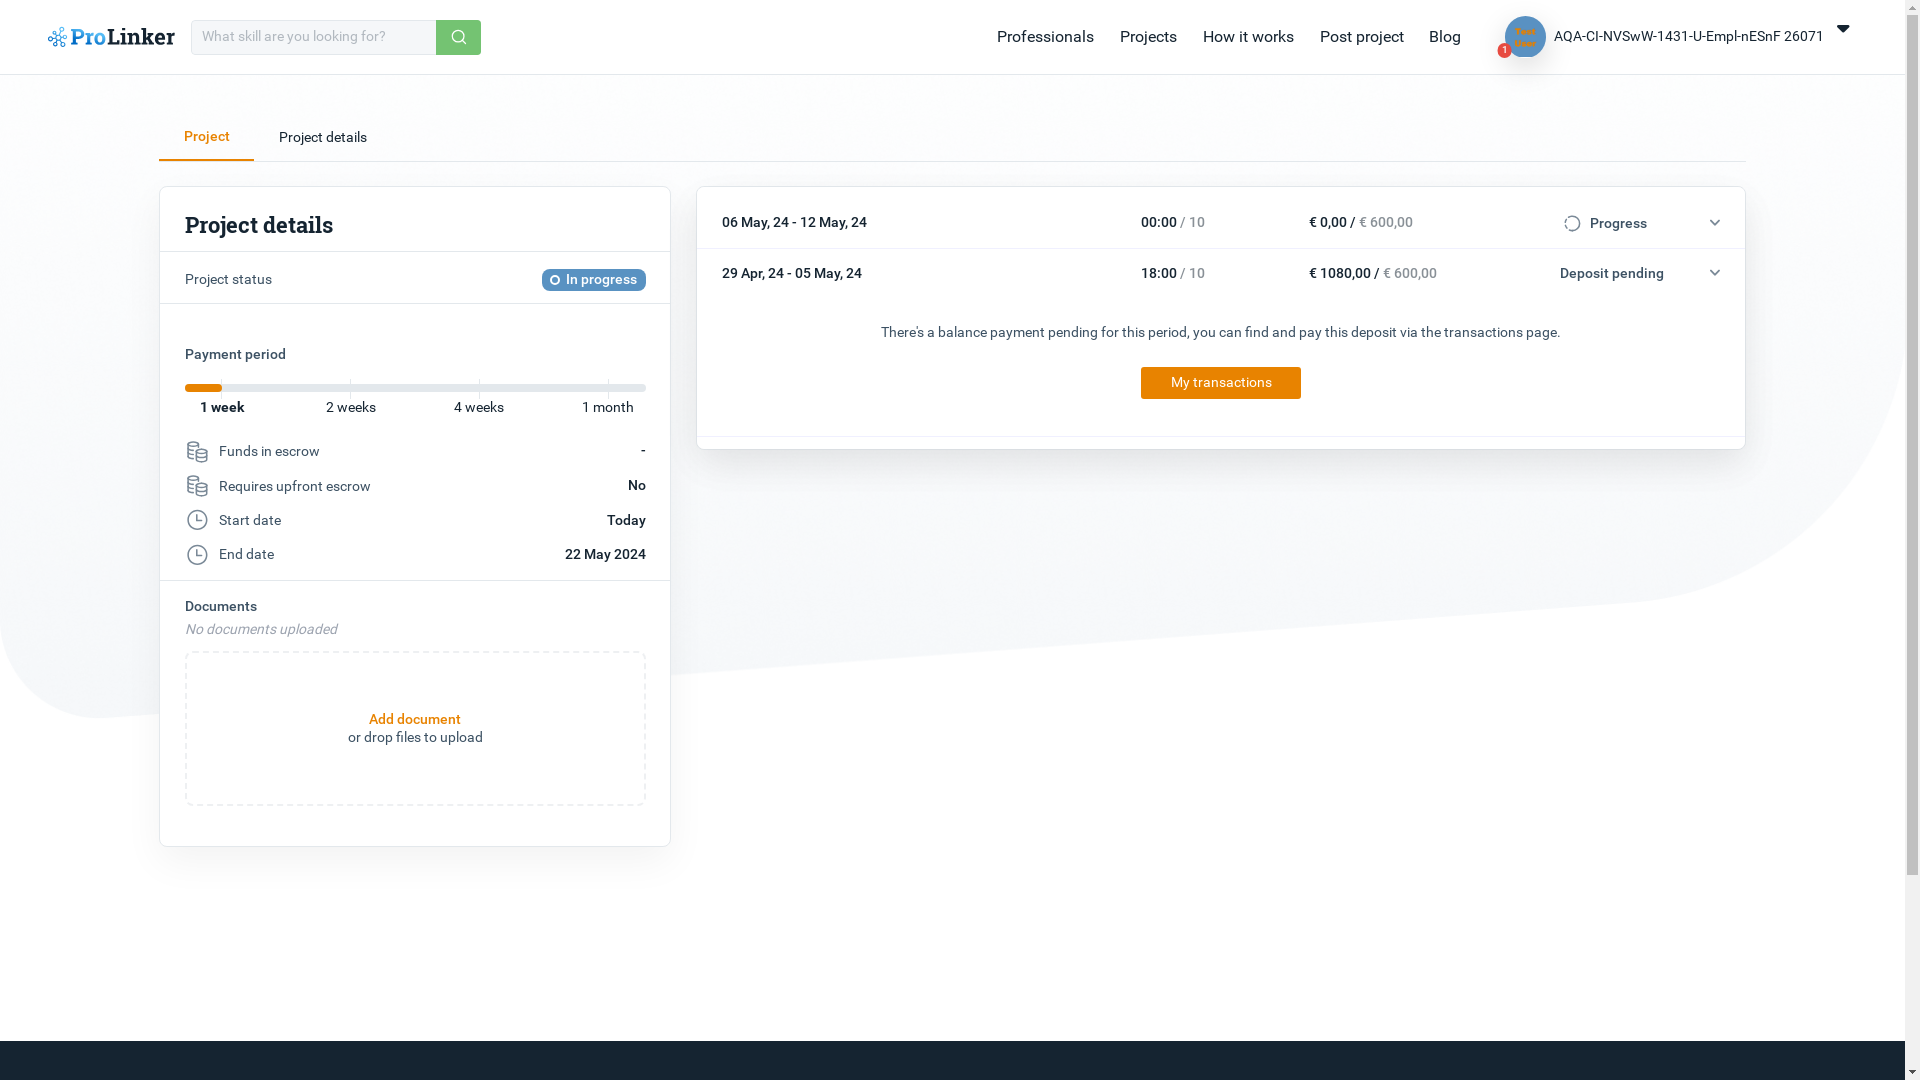 ProLinker
What skill are you looking for?
Professionals
Projects
How it works
Post project
Blog
Test
User
1
AQA-CI-NVSwW-1431-U-Empl-nESnF 26071
Project
Project details
Project details
Project status
In progress
Payment period
1 week
2 weeks
4 weeks
1 month
Funds in escrow
-
Requires upfront escrow
No
Start date
Today
End date
22 May 2024
Documents
No documents uploaded
Add document
or drop files to upload
06 May, 24 - 12 May, 24
00:00 / 10
€ 0,00 / € 600,00
Progress
29 Apr, 24 - 05 May, 24
18:00 / 10
€ 1080,00 / € 600,00
Deposit pending
There's a balance payment pending for this period, you can find and pay this deposit via the transactions page.
My transactions